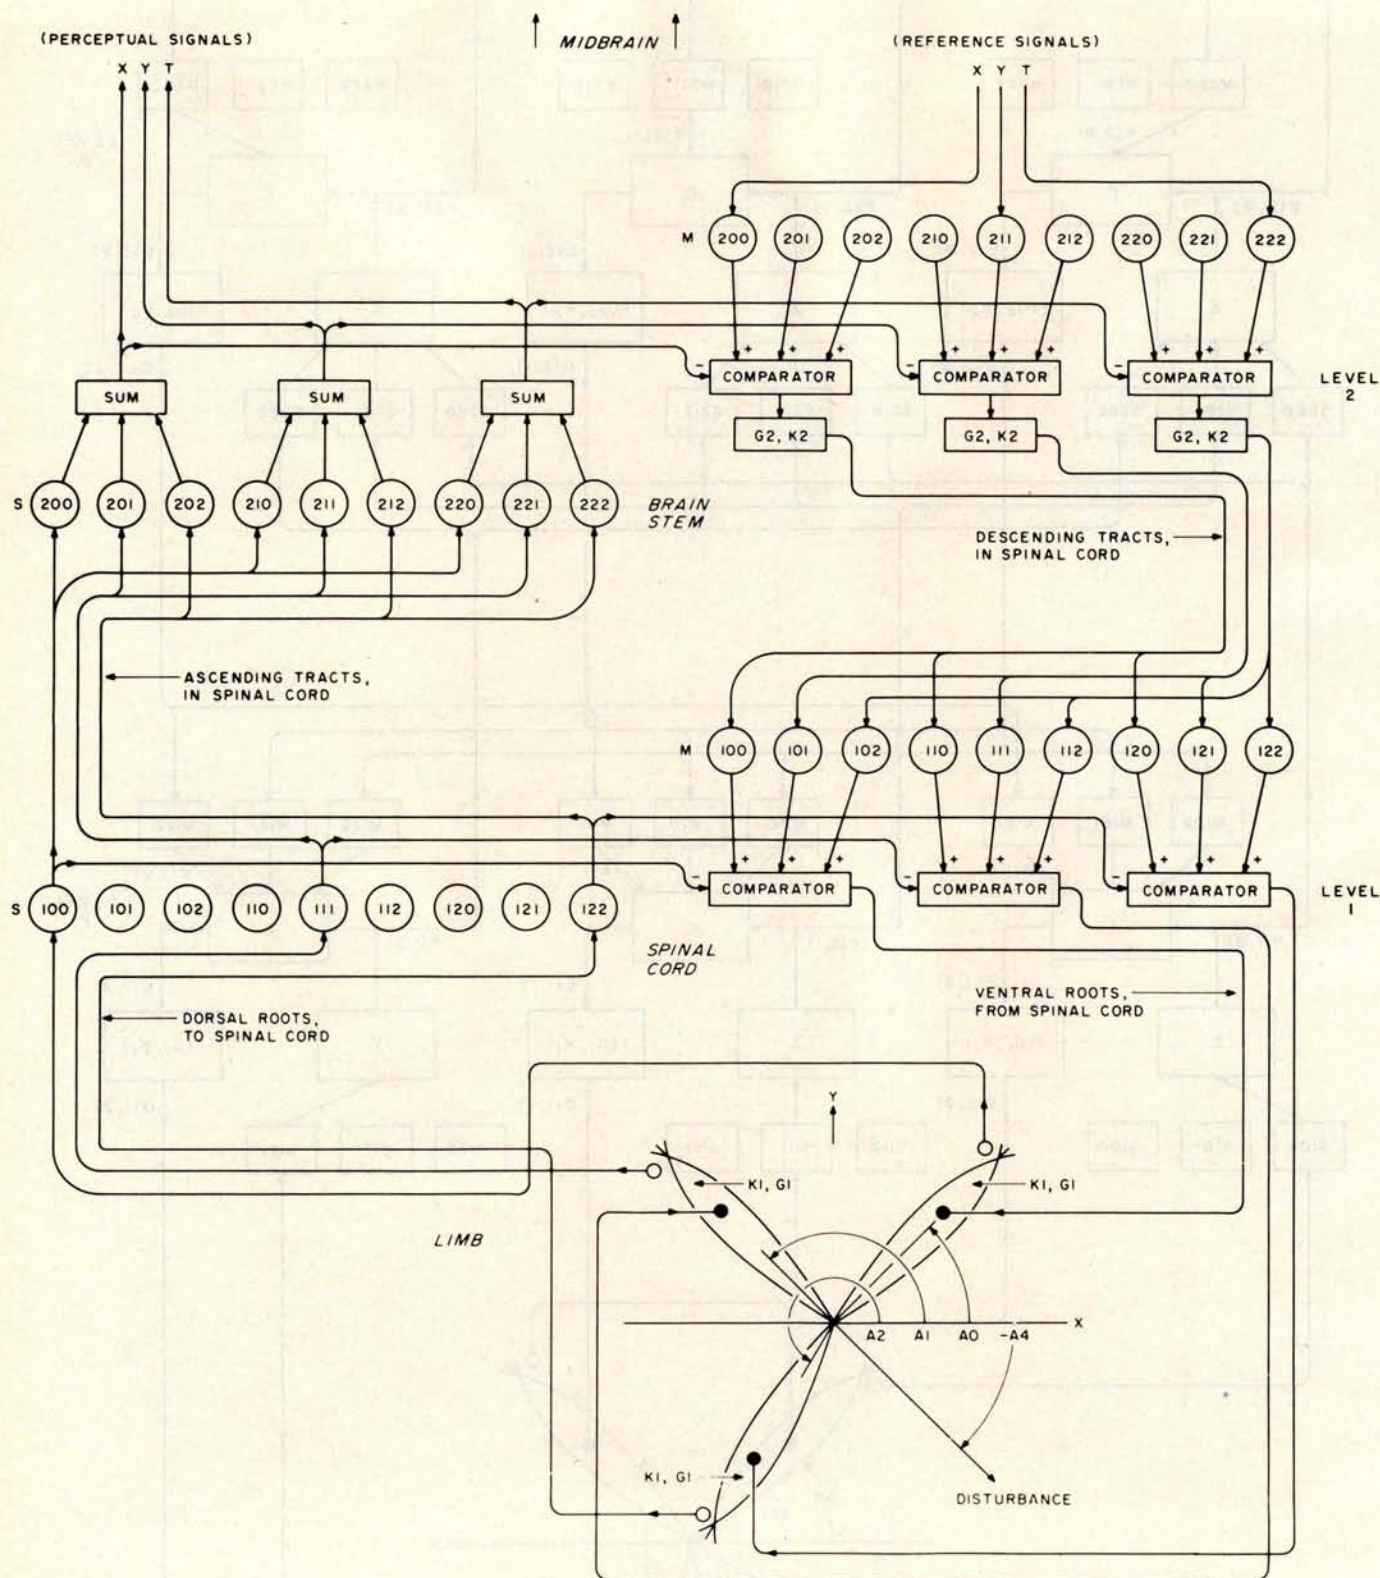 (PERCEPTUAL SIGNALS)
MIDBRAIN
(REFERENCE SIGNALS)
X Y T
X Y T
M 200 201 202 210 211 212 220 221 222
+ + + + + + + + +
- COMPARATOR - COMPARATOR - COMPARATOR
LEVEL
2
SUM SUM SUM
G2, K2 G2, K2 G2, K2
S 200 201 202 210 211 212 220 221 222
BRAIN
STEM
DESCENDING TRACTS,
IN SPINAL CORD
ASCENDING TRACTS,
IN SPINAL CORD
M 100 101 102 110 111 112 120 121 122
+ + + + + + + + +
- COMPARATOR - COMPARATOR - COMPARATOR
LEVEL
1
S 100 101 102 110 111 112 120 121 122
SPINAL
CORD
DORSAL ROOTS,
TO SPINAL CORD
VENTRAL ROOTS,
FROM SPINAL CORD
Y
K1, G1
K1, G1
LIMB
A2 A1 A0 -A4
X
K1, G1
DISTURBANCE